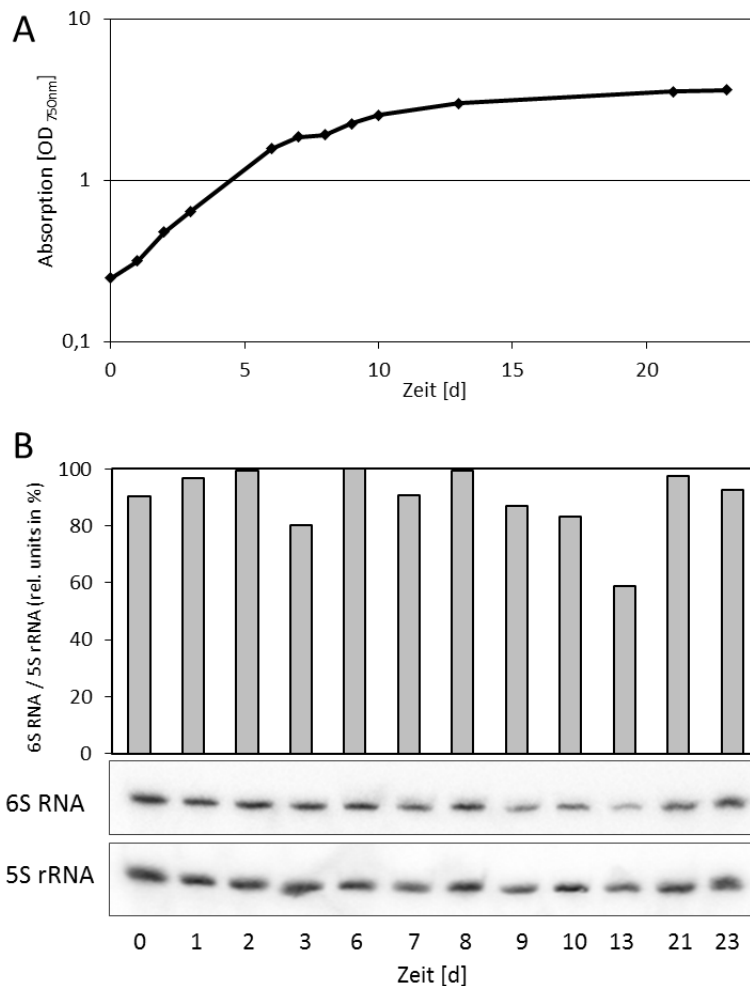 A
10
1
0,1
Absorption [OD 750nm]
0 5 10 15 20
Zeit [d]
B
100
80
60
40
20
0
6S RNA / 5S rRNA (rel. units in %)
6S RNA
5S rRNA
0 1 2 3 6 7 8 9 10 13 21 23
Zeit [d]